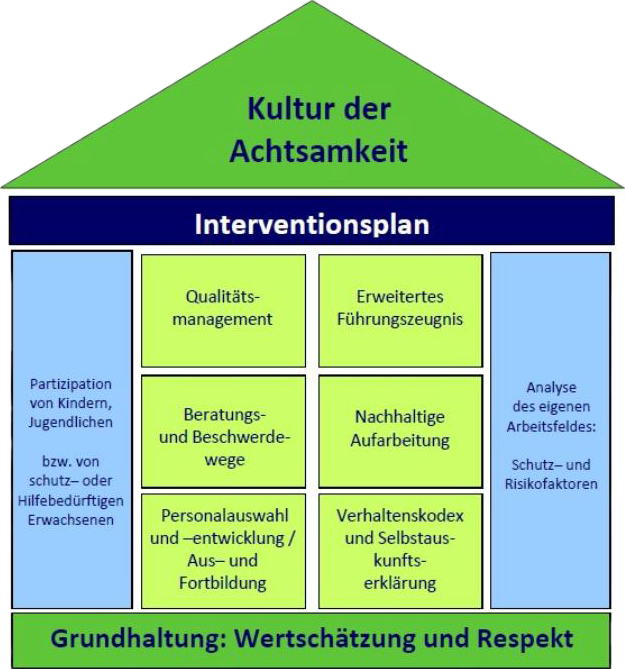 Kultur der
Achtsamkeit
Interventionsplan
Partizipation
von Kindern,
Jugendlichen
bzw. von
schutz– oder
Hilfebedürftigen
Erwachsenen
Qualitäts-
management
Erweitertes
Führungszeugnis
Beratungs-
und Beschwerde-
wege
Nachhaltige
Aufarbeitung
Personalauswahl
und –entwicklung /
Aus– und
Fortbildung
Verhaltenskodex
und Selbstaus-
kunfts-
erklärung
Analyse
des eigenen
Arbeitsfeldes:
Schutz– und
Risikofaktoren
Grundhaltung: Wertschätzung und Respekt